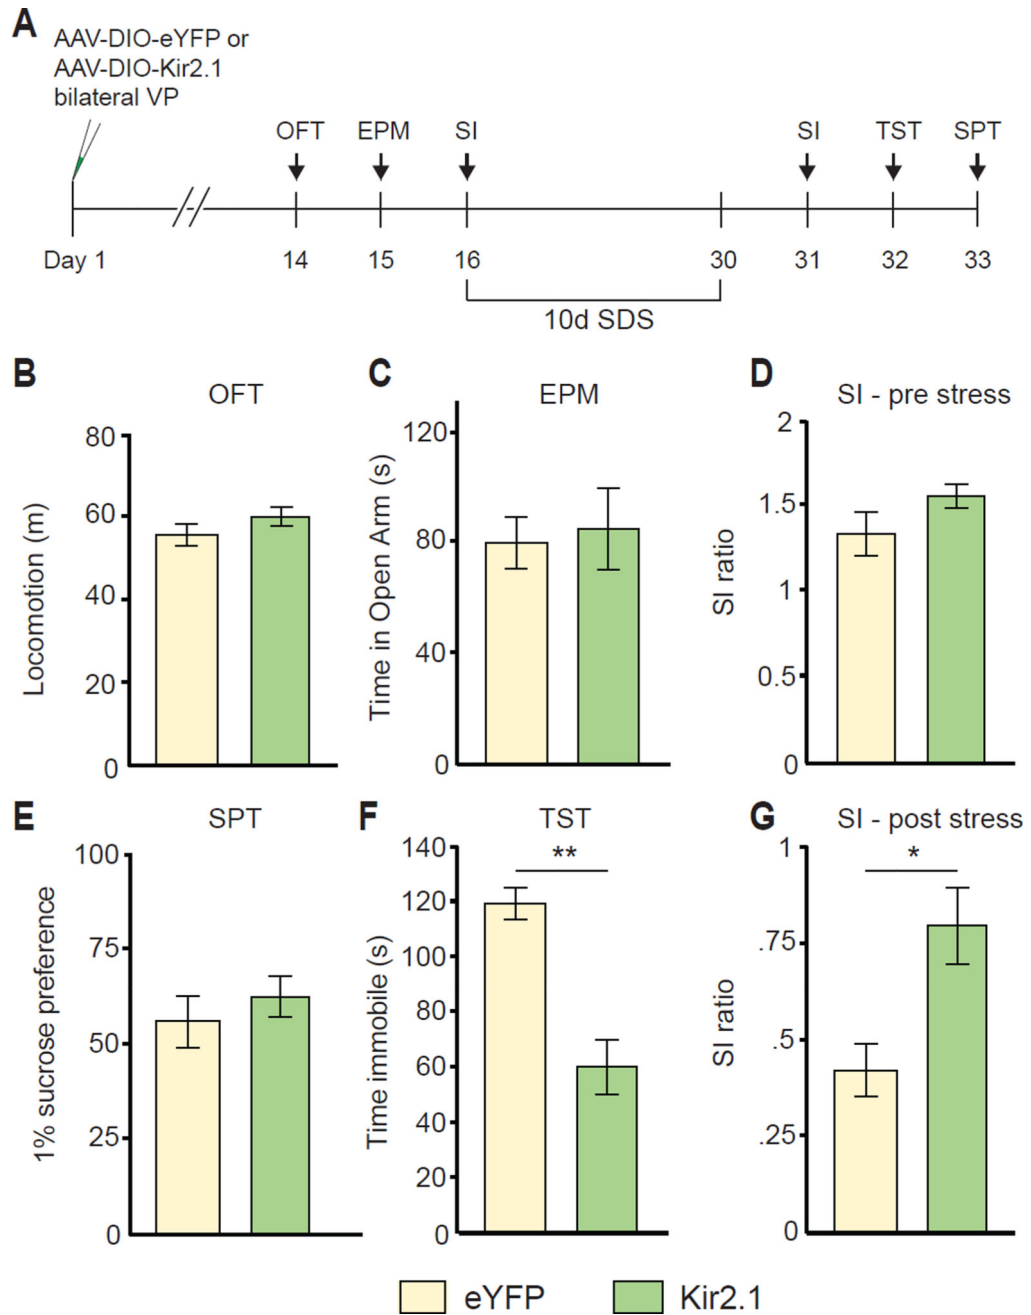 A
AAV-DIO-eYFP or
AAV-DIO-Kir2.1
bilateral VP
OFT EPM SI SI TST SPT
Day 1 14 15 16 30 31 32 33
10d SDS
B
OFT
Locomotion (m)
80
60
40
20
0
C
EPM
Time in Open Arm (s)
120
80
40
0
D
SI - pre stress
SI ratio
2
1.5
1
0.5
0
E
SPT
1% sucrose preference
100
75
50
25
0
F
TST
Time immobile (s)
140
120
100
80
60
40
20
0
**
G
SI - post stress
SI ratio
1
.75
.5
.25
0
*
eYFP Kir2.1